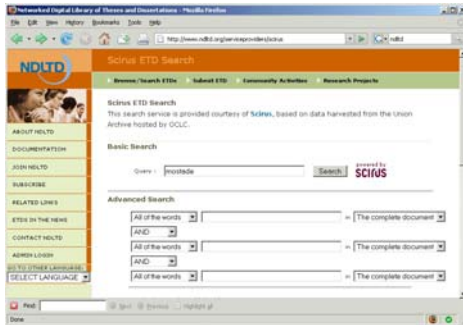 Networked Digital Library of Theses and Dissertations - Mozilla Firefox
File Edit View History Bookmarks Tools Help
http://www.ndltd.org/serviceproviders/scirus
ndltd
NDLTD
Scirus ETD Search
Browse/Search ETDs Submit ETD Community Activities Research Projects
Scirus ETD Search
This search service is provided courtesy of Scirus, based on data harvested from the Union
Archive hosted by OCLC.
Basic Search
Query : mostada Search powered by SCIRUS
Advanced Search
All of the words in The complete document
AND
All of the words in The complete document
AND
All of the words in The complete document
ABOUT NDLTD
DOCUMENTATION
JOIN NDLTD
SUBSCRIBE
RELATED LINKS
ETDS IN THE NEWS
CONTACT NDLTD
ADMIN LOGIN
GO TO OTHER LANGUAGE:
SELECT LANGUAGE
Find: Next Previous Highlight all
Done